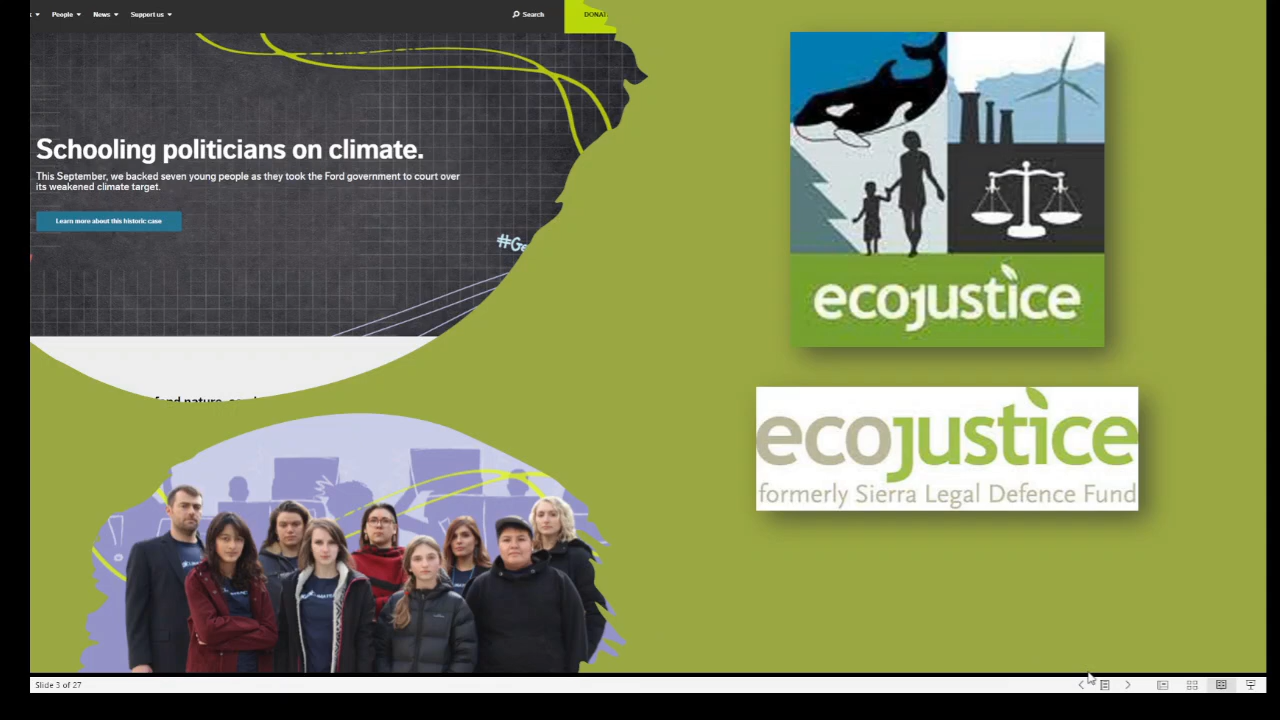 People
News
Support us
Search
DONAT
Schooling politicians on climate.
This September, we backed seven young people as they took the Ford government to court over
its weakened climate target.
Learn more about this historic case
#Ge
ecojustice
ecojustice
formerly Sierra Legal Defence Fund
Slide 3 of 27